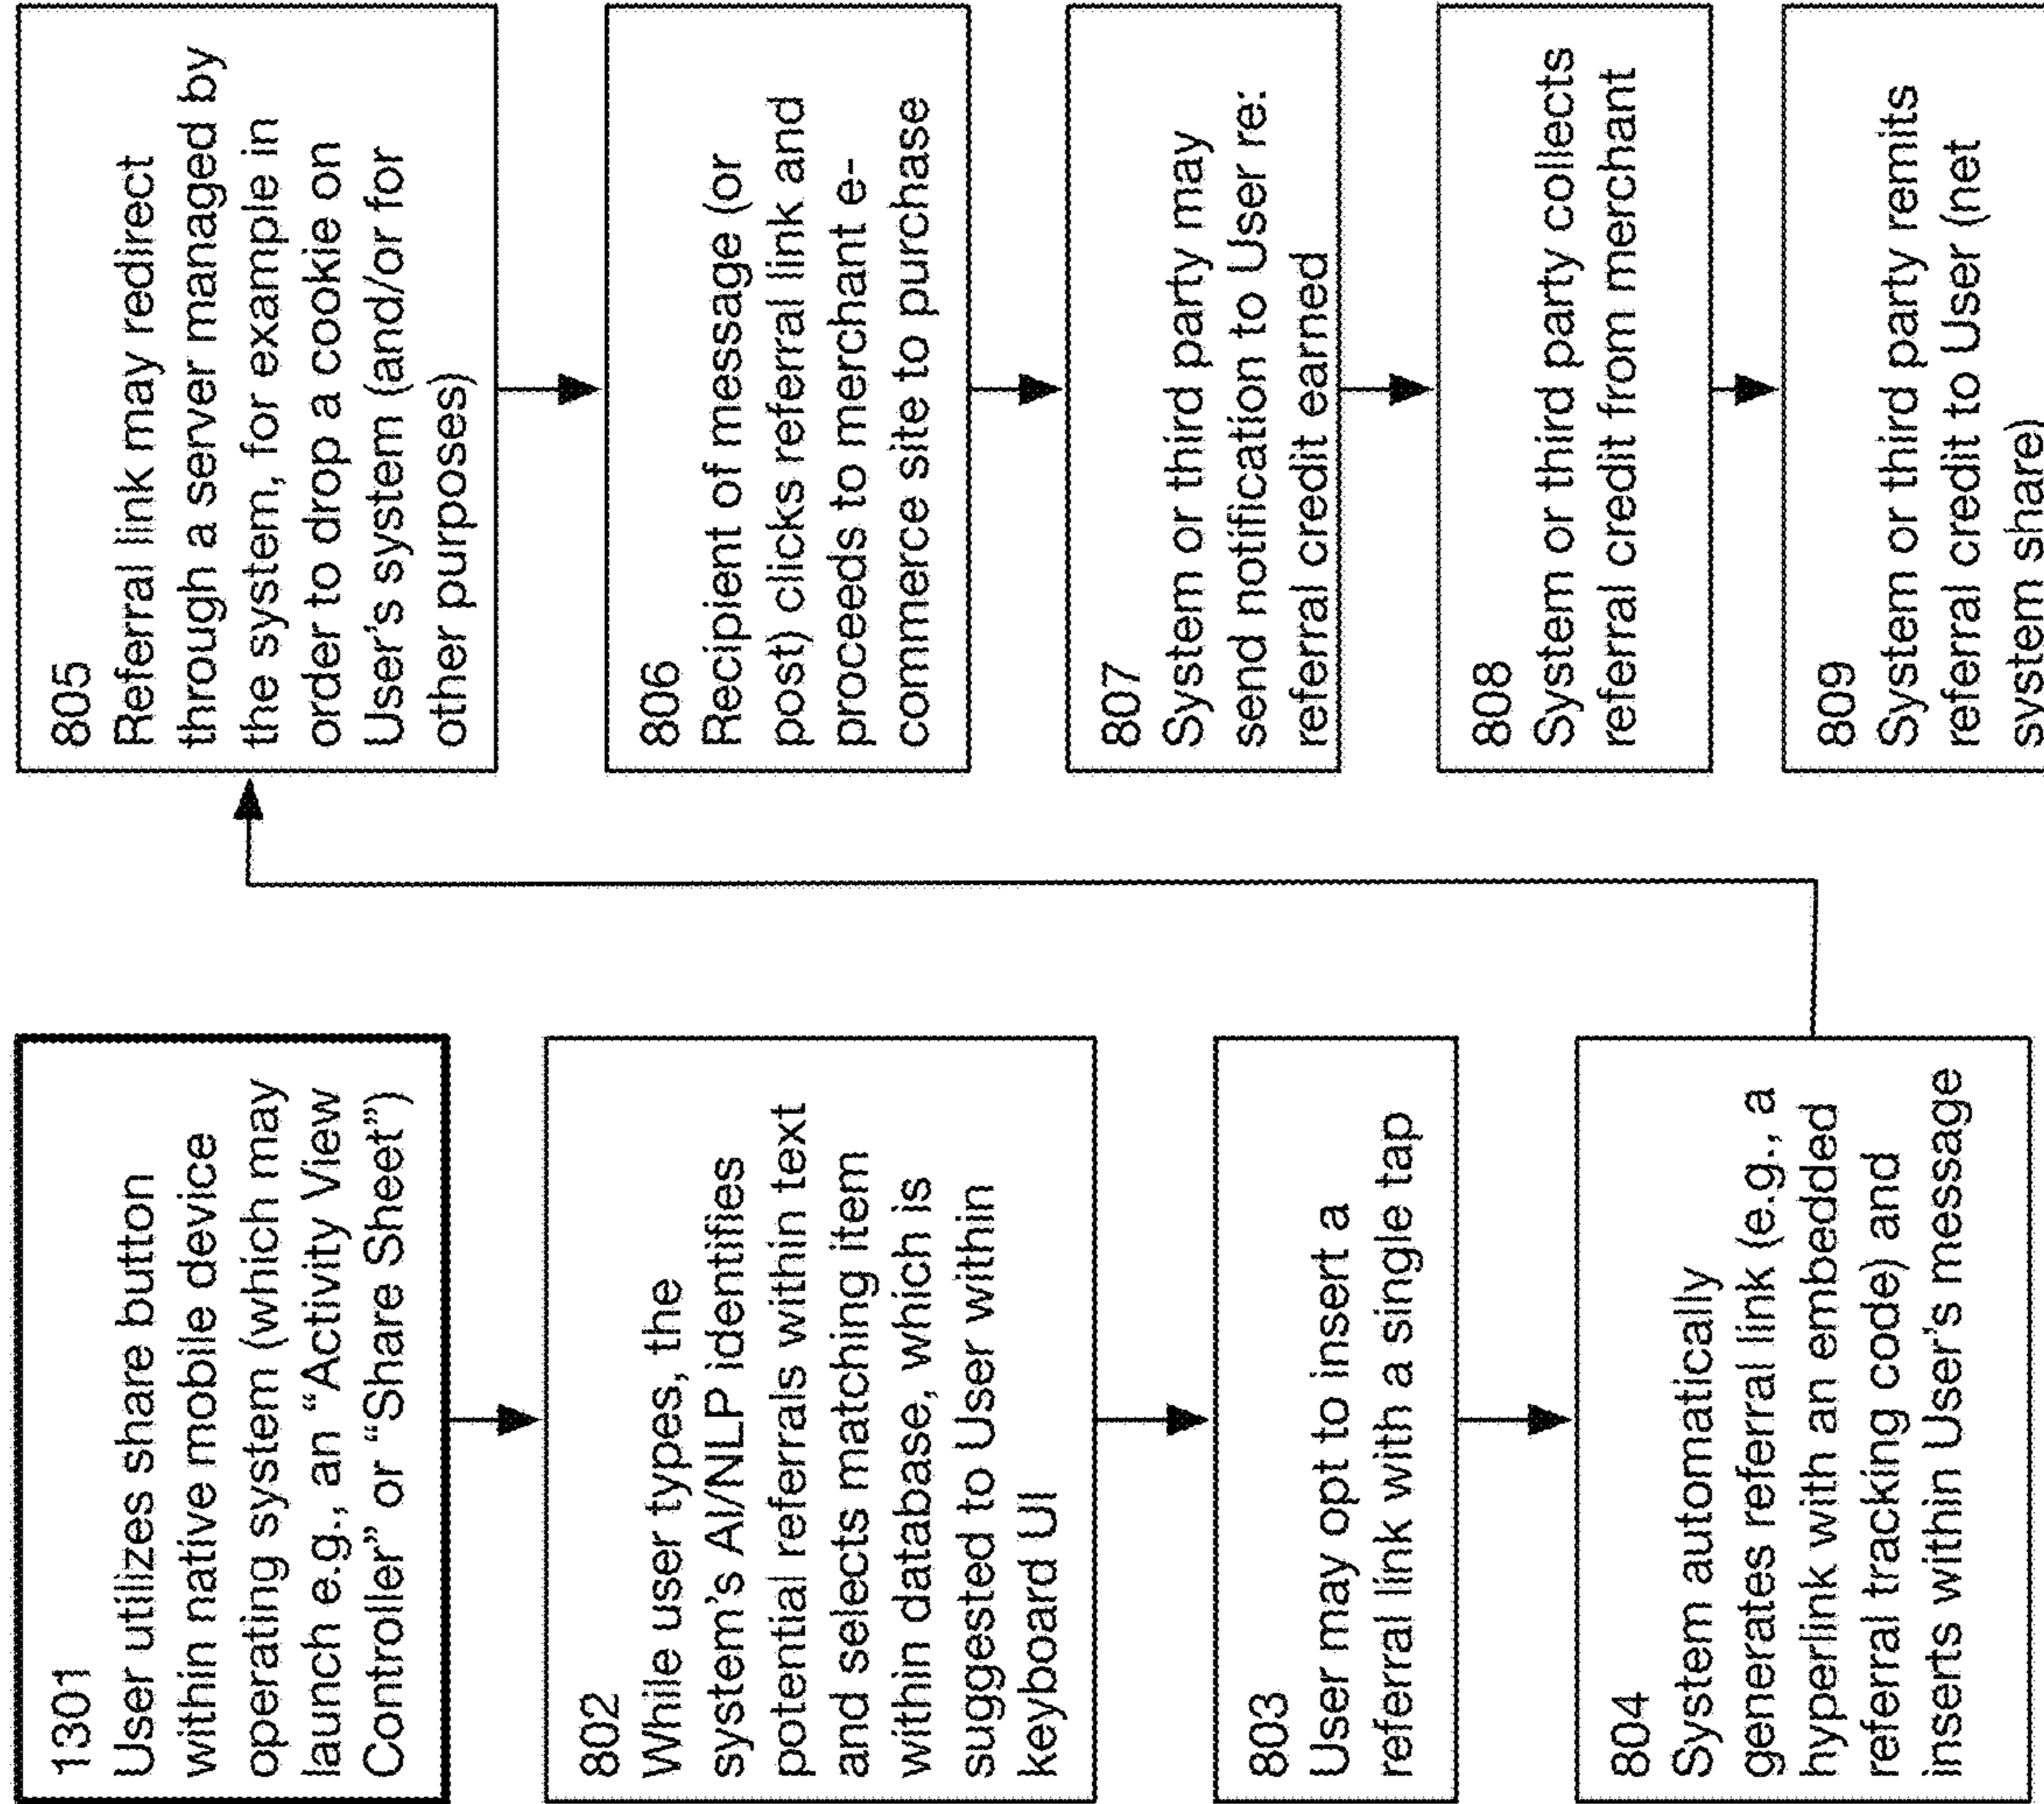 1301
User utilizes share button
within native mobile device
operating system (which may
launch e.g., an “Activity View
Controller” or “Share Sheet”)
802
While user types, the
system’s AI/NLP identifies
potential referrals within text
and selects matching item
within database, which is
suggested to User within
keyboard UI
803
User may opt to insert a
referral link with a single tap
804
System automatically
generates referral link (e.g., a
hyperlink with an embedded
referral tracking code) and
inserts within User’s message
805
Referral link may redirect
through a server managed by
the system, for example in
order to drop a cookie on
User’s system (and/or for
other purposes)
806
Recipient of message (or
post) clicks referral link and
proceeds to merchant e-
commerce site to purchase
807
System or third party may
send notification to User re:
referral credit earned
808
System or third party collects
referral credit from merchant
809
System or third party remits
referral credit to User (net
system share)